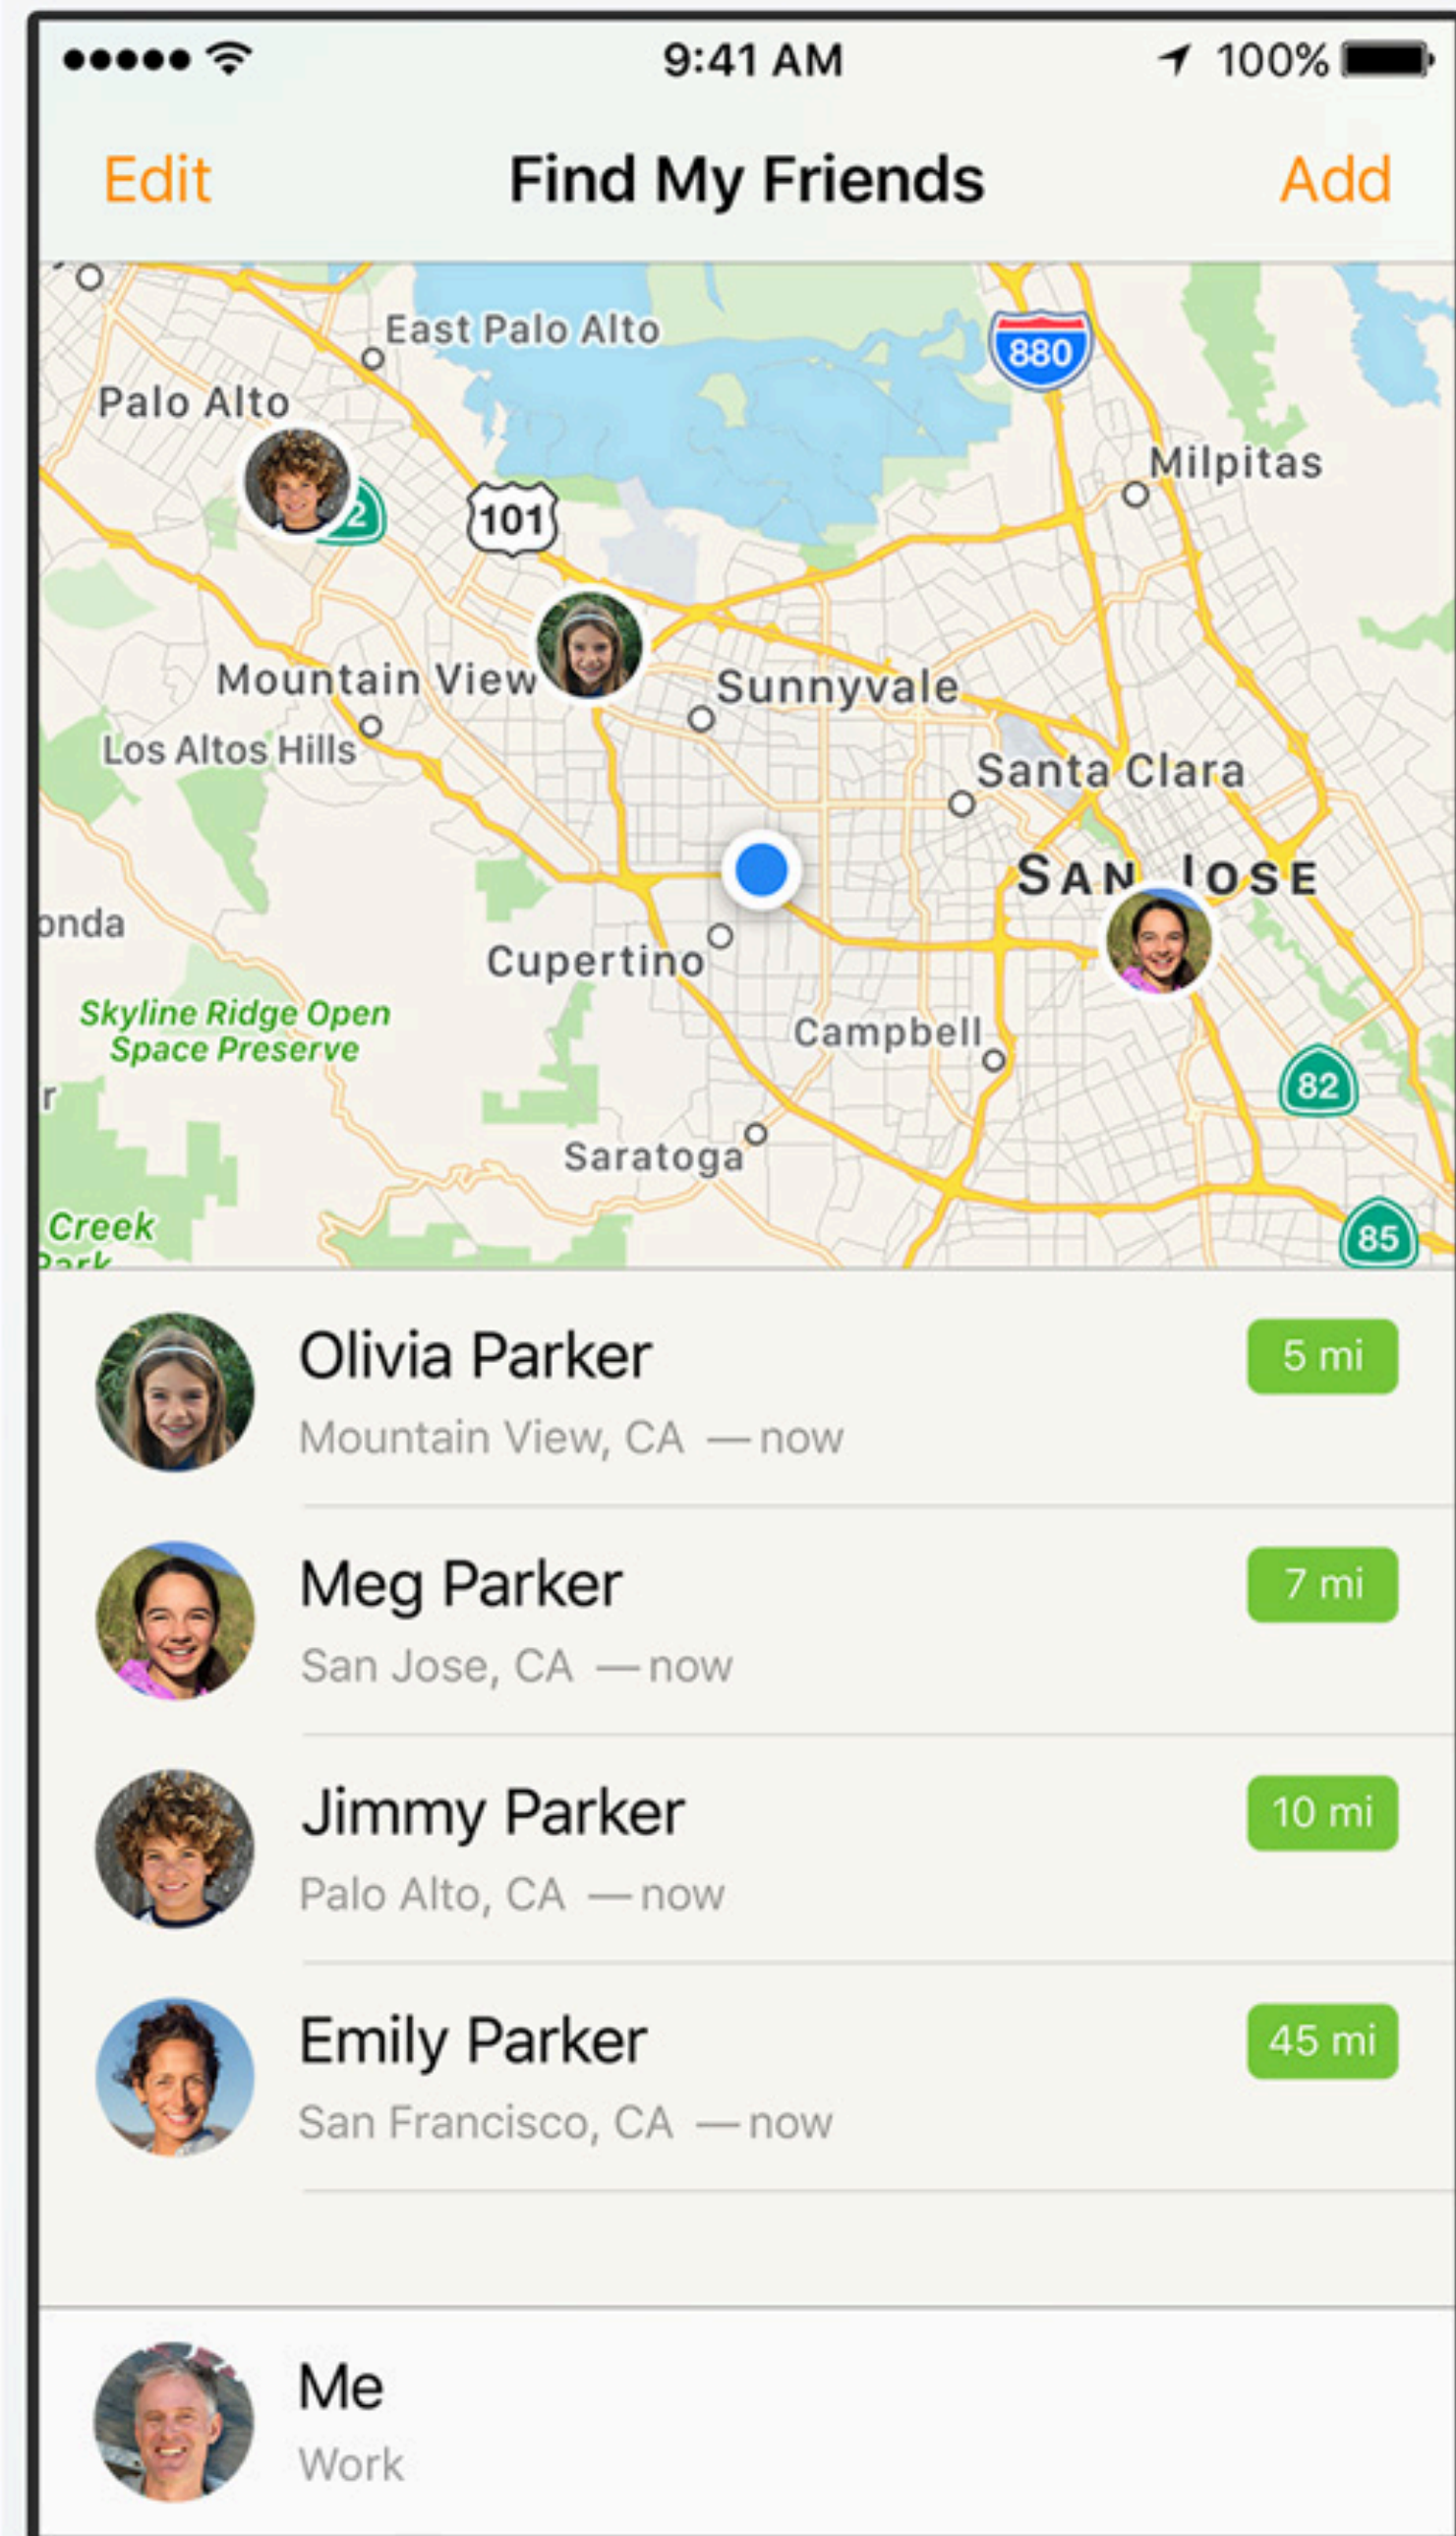 9:41 AM
100%
Edit
Find My Friends
Add
East Palo Alto
880
Palo Alto
Milpitas
2
101
Mountain View
Sunnyvale
Los Altos Hills
Santa Clara
SAN JOSE
onda
Cupertino
Skyline Ridge Open
Space Preserve
Campbell
r
82
Saratoga
Creek
Park
85
Olivia Parker
5 mi
Mountain View, CA — now
Meg Parker
7 mi
San Jose, CA — now
Jimmy Parker
10 mi
Palo Alto, CA — now
Emily Parker
45 mi
San Francisco, CA — now
Me
Work